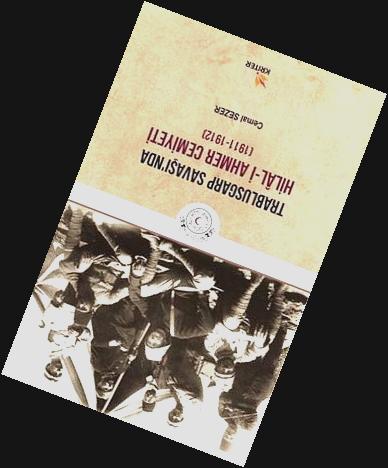 TRABLUSGARP SAVAŞI'NDA
HİLÂL-İ AHMER CEMİYETİ
(1911-1912)
Cemal SEZER
KRİTER